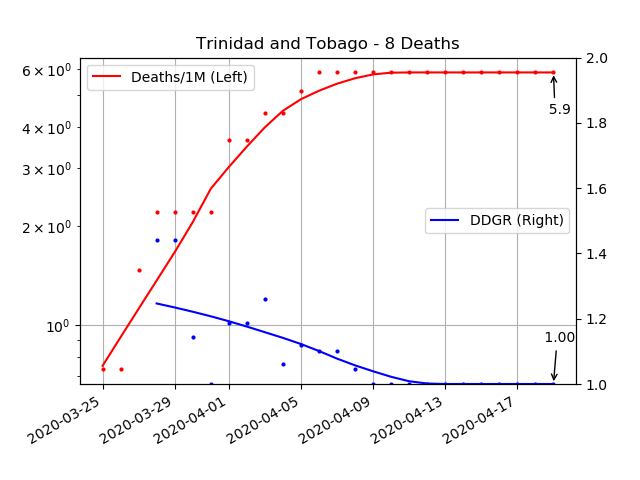 Trinidad and Tobago - 8 Deaths
Deaths/1M (Left)
6 × 10⁰
4 × 10⁰
3 × 10⁰
2 × 10⁰
10⁰
2.0
1.8
1.6
1.4
1.2
1.0
5.9
DDGR (Right)
1.00
2020-03-25
2020-03-29
2020-04-01
2020-04-05
2020-04-09
2020-04-13
2020-04-17